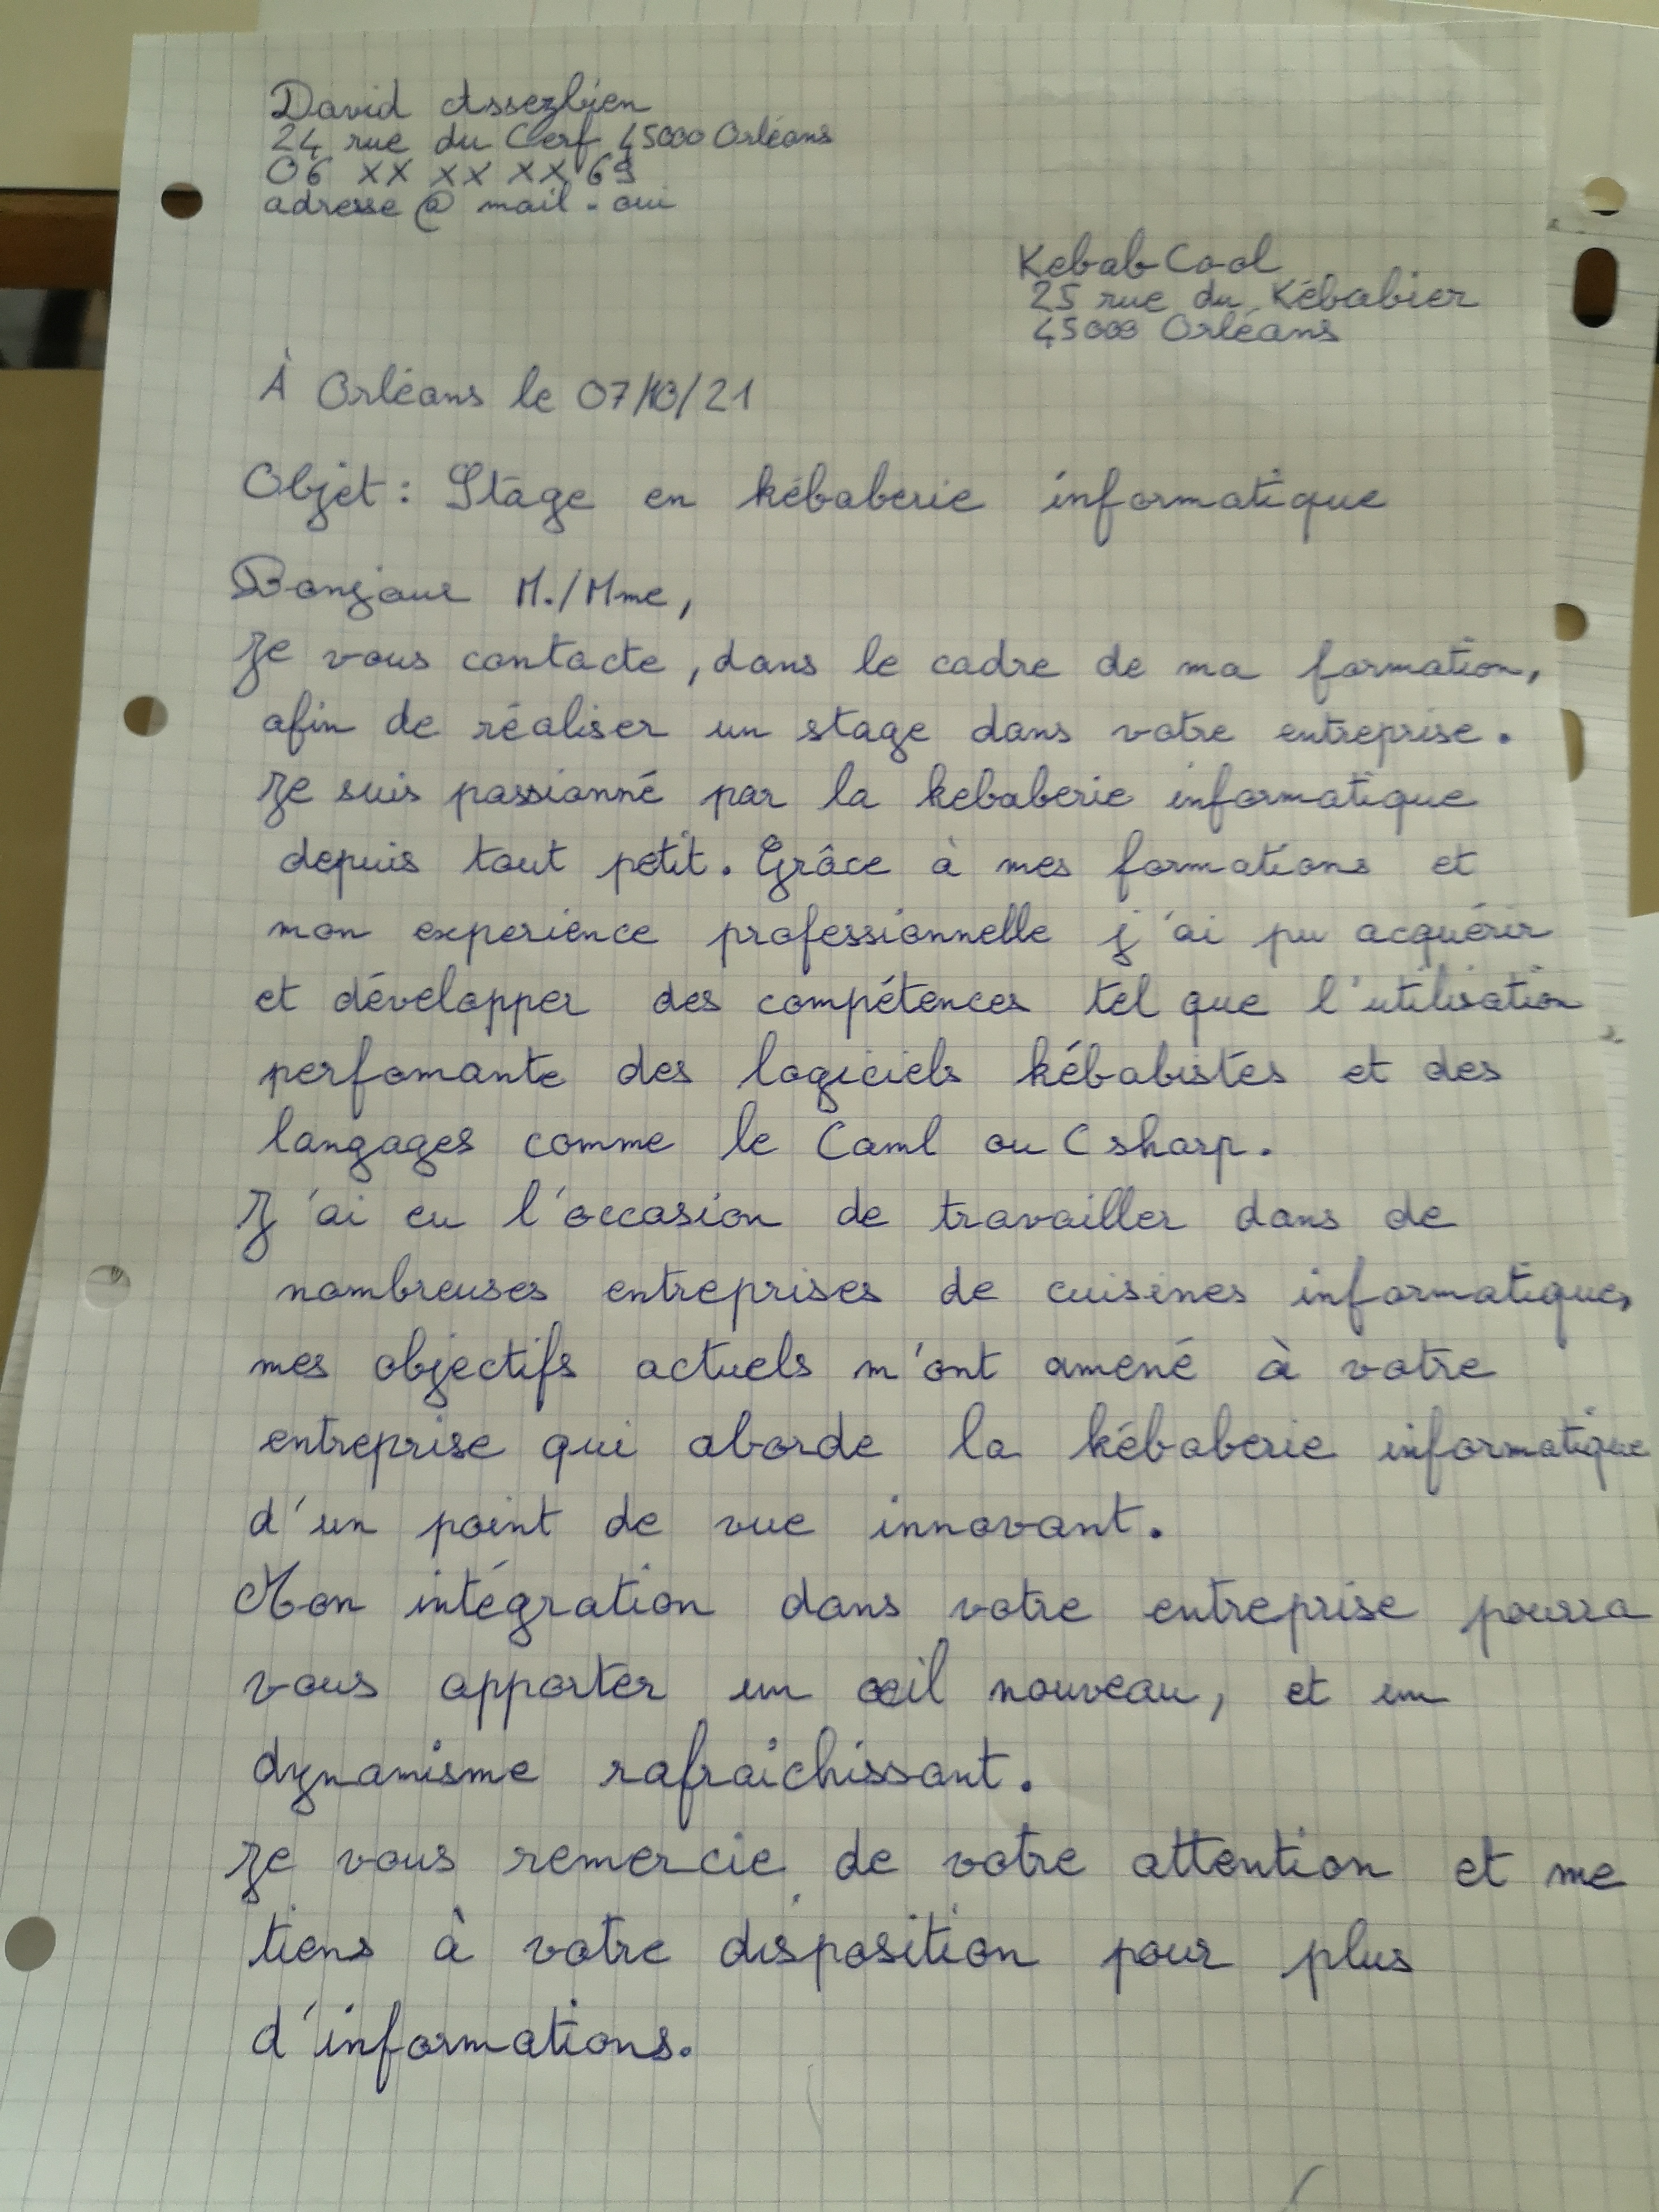 David Assezbien
24 rue du Cerf 45000 Orléans
06 XX XX XX 69
adresse @ mail . oui
Kebab Cool
25 rue du Kébabier
45000 Orléans
À Orléans le 07/10/21
Objet : Stage en kébaberie informatique
Bonjour M./Mme,
Je vous contacte, dans le cadre de ma formation,
afin de réaliser un stage dans votre entreprise.
Je suis passionné par la kebaberie informatique
depuis tout petit. Grâce à mes formations et
mon experience professionnelle j'ai pu acquérir
et développer des compétences tel que l'utilisation
perfomante des logiciels kébabistes et des
langages comme le Caml ou C sharp.
J'ai eu l'occasion de travailler dans de
nombreuses entreprises de cuisines informatique,
mes objectifs actuels m'ont amené à votre
entreprise qui aborde la kébaberie informatique
d'un point de vue innovant.
Mon intégration dans votre entreprise pourra
vous apporter un œil nouveau, et un
dynamisme rafraîchissant.
Je vous remercie de votre attention et me
tiens à votre disposition pour plus
d'informations.